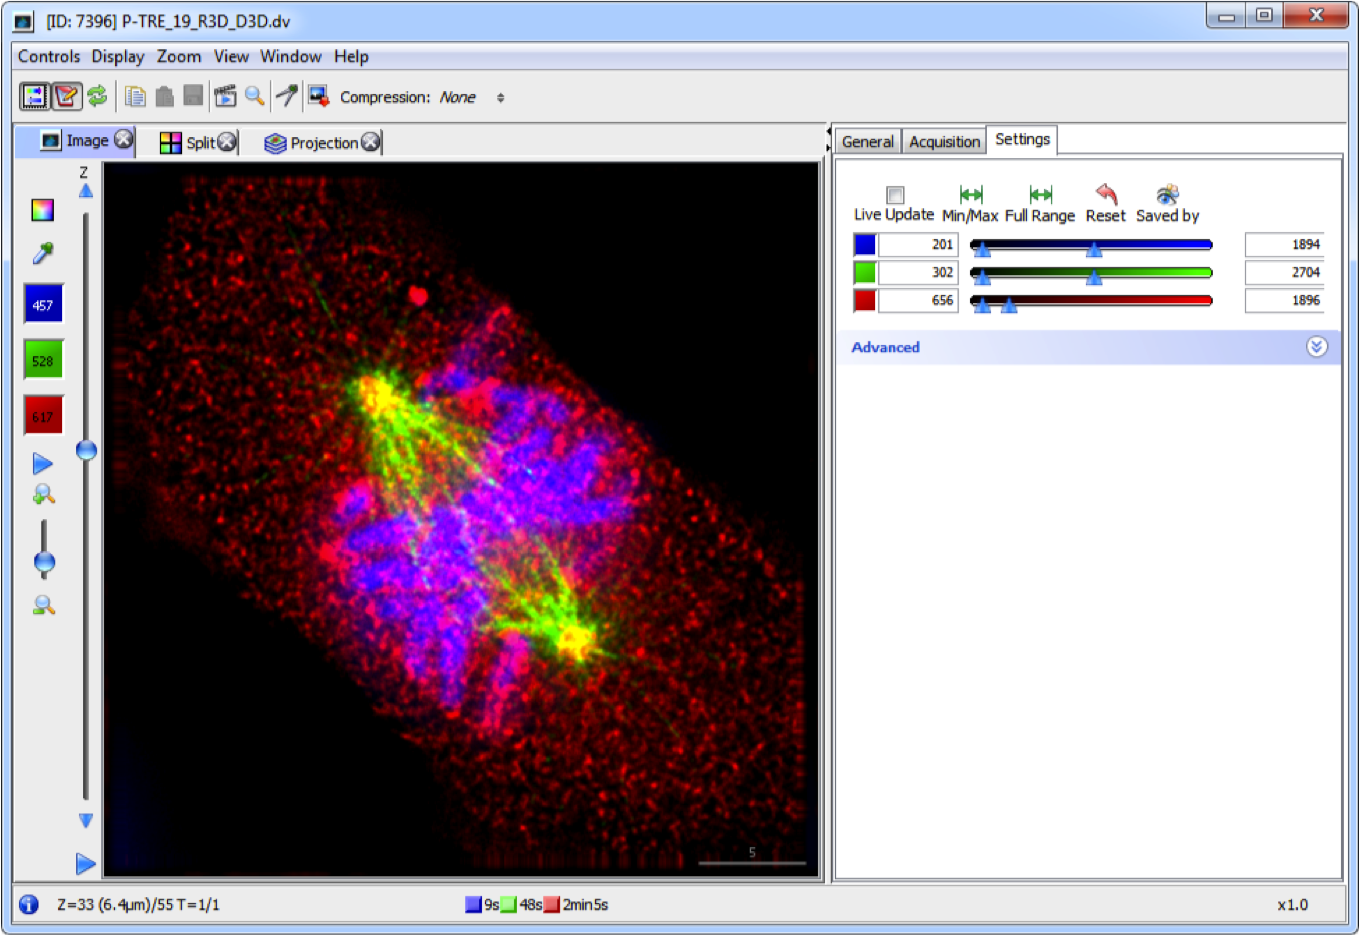 [ID: 7396] P-TRE_19_R3D_D3D.dv
Controls Display Zoom View Window Help
Compression: None
Image Split Projection
General Acquisition Settings
Z
Live Update Min/Max Full Range Reset Saved by
201 1894
302 2704
656 1896
Advanced
457
528
617
5
Z=33 (6.4µm)/55 T=1/1 9s 48s 2min5s x1.0